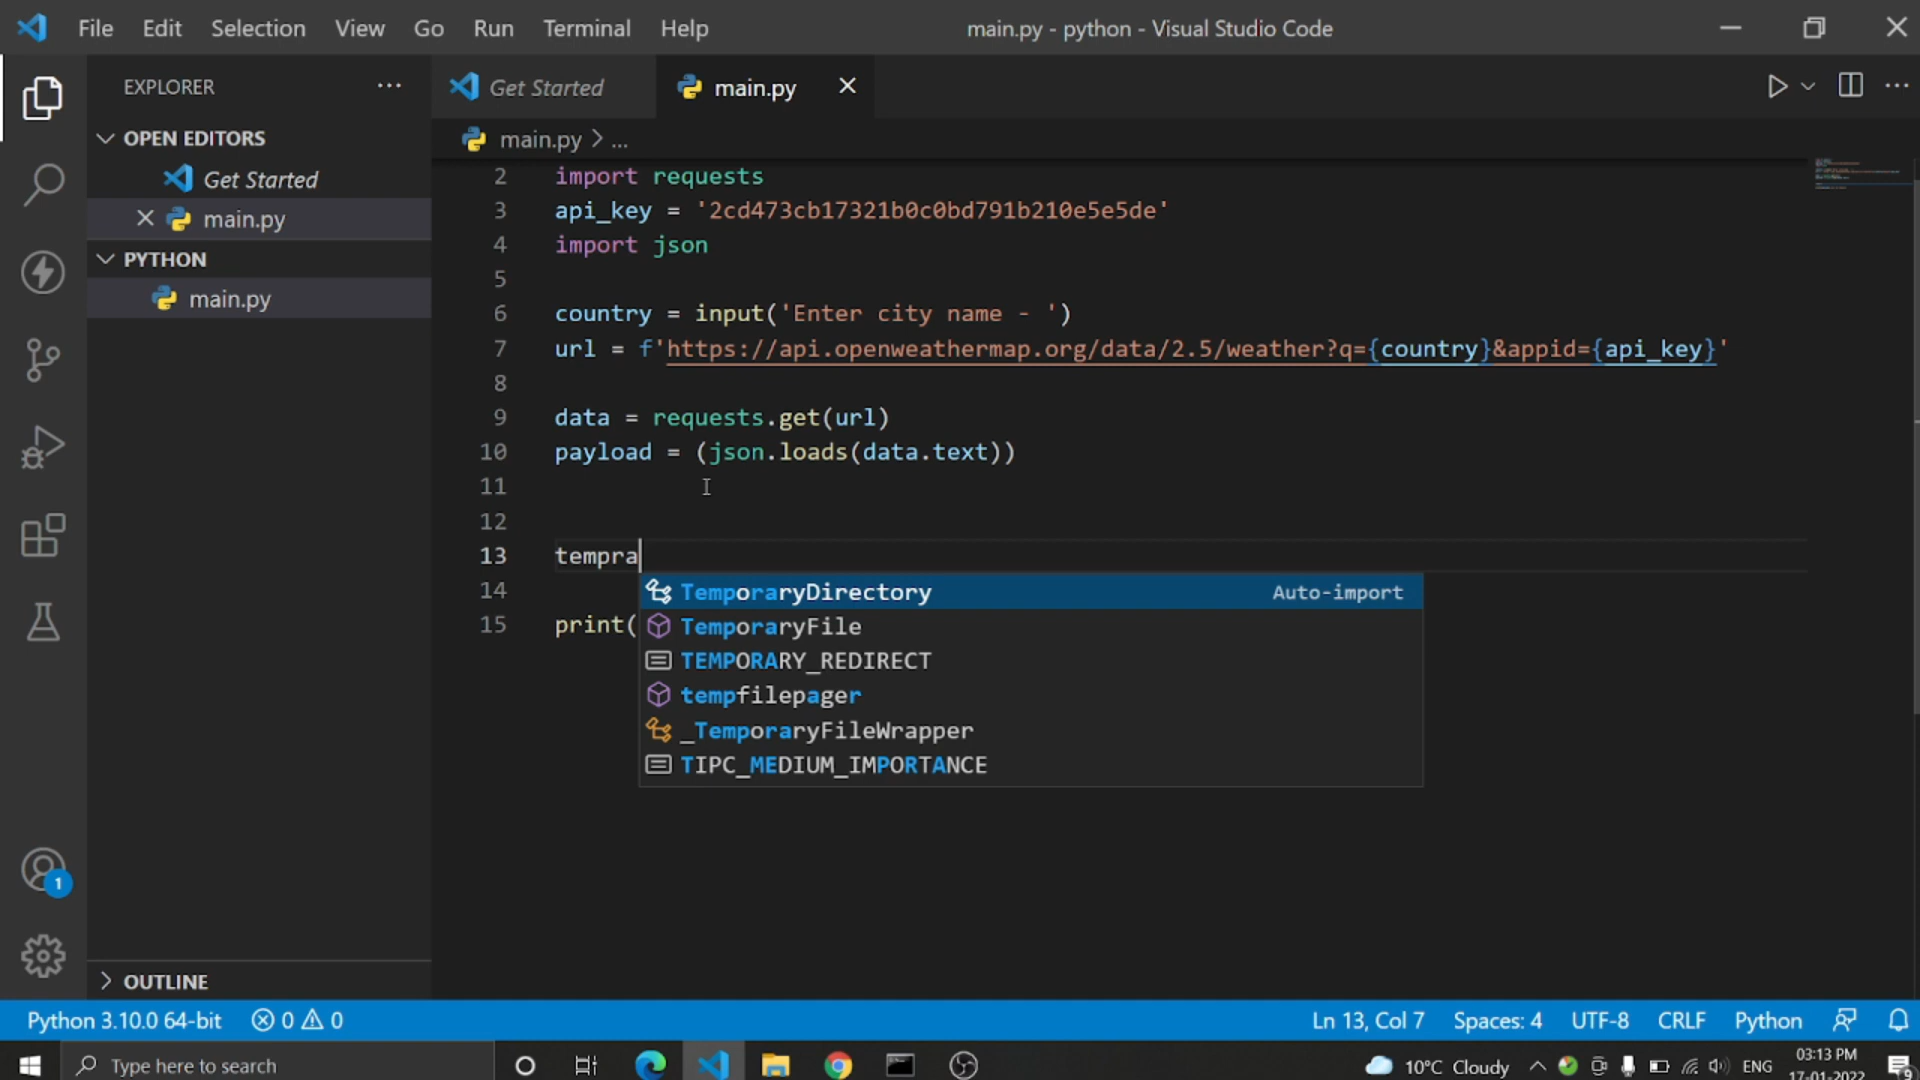 File Edit Selection View Go Run Terminal Help main.py - python - Visual Studio Code
EXPLORER ...
Get Started main.py
OPEN EDITORS
main.py > ...
Get Started
main.py
PYTHON
main.py
2 import requests
3 api_key = '2cd473cb17321b0c0bd791b210e5e5de'
4 import json
5
6 country = input('Enter city name - ')
7 url = f'https://api.openweathermap.org/data/2.5/weather?q={country}&appid={api_key}'
8
9 data = requests.get(url)
10 payload = (json.loads(data.text))
11
12
13 tempra
14
15 print(
TemporaryDirectory Auto-import
TemporaryFile
TEMPORARY_REDIRECT
tempfilepager
_TemporaryFileWrapper
TIPC_MEDIUM_IMPORTANCE
1
OUTLINE
Python 3.10.0 64-bit 0 0 Ln 13, Col 7 Spaces: 4 UTF-8 CRLF Python
Type here to search 10°C Cloudy ENG 03:13 PM
17-01-2022